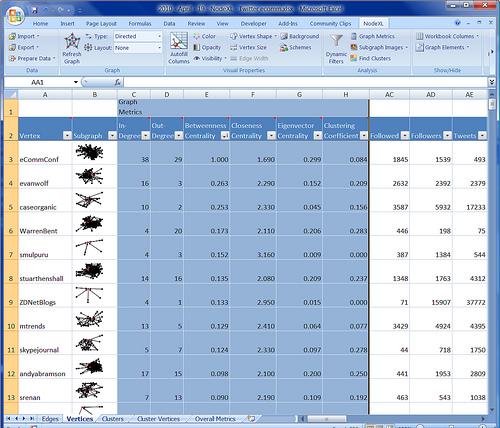 2010 - April - 19 - NodeXL - Twitter ecomm.xlsx - Microsoft Excel
Home Insert Page Layout Formulas Data Review View Developer Add-Ins Community Clips NodeXL
Import Type: Directed Color Vertex Shape Background Graph Metrics Workbook Columns
Export Layout: None Opacity Vertex Size Schemes Subgraph Images Graph Elements
Prepare Data Refresh Graph Autofill Columns Visibility Edge Width Dynamic Filters Find Clusters
Data Graph Visual Properties Analysis Show/Hide
AA1 fx
A B C D E F G H AC AD AE
1 Graph Metrics
2 Vertex Subgraph In-Degree Out-Degree Betweenness Centrality Closeness Centrality Eigenvector Centrality Clustering Coefficient Followed Followers Tweets
3 eCommConf 38 29 1.000 1.690 0.299 0.084 1845 1539 493
4 evanwolf 16 3 0.263 2.290 0.152 0.209 2632 2392 2379
5 caseorganic 10 2 0.253 2.330 0.045 0.156 3587 5932 17233
6 WarrenBent 4 20 0.173 2.110 0.206 0.283 446 198 75
7 smulpuru 4 3 0.152 3.160 0.009 0.000 387 1384 544
8 stuarthenshall 14 16 0.135 2.080 0.209 0.237 1348 1763 4312
9 ZDNetBlogs 4 1 0.133 2.950 0.015 0.000 71 15907 37772
10 mtrends 13 5 0.129 2.410 0.064 0.077 3429 4924 4395
11 skypejournal 5 7 0.124 2.330 0.097 0.278 44 718 1750
12 andyabramson 17 15 0.098 2.100 0.200 0.250 441 1953 2809
13 srenan 7 13 0.090 2.190 0.109 0.192 463 543 1038
Edges Vertices Clusters Cluster Vertices Overall Metrics